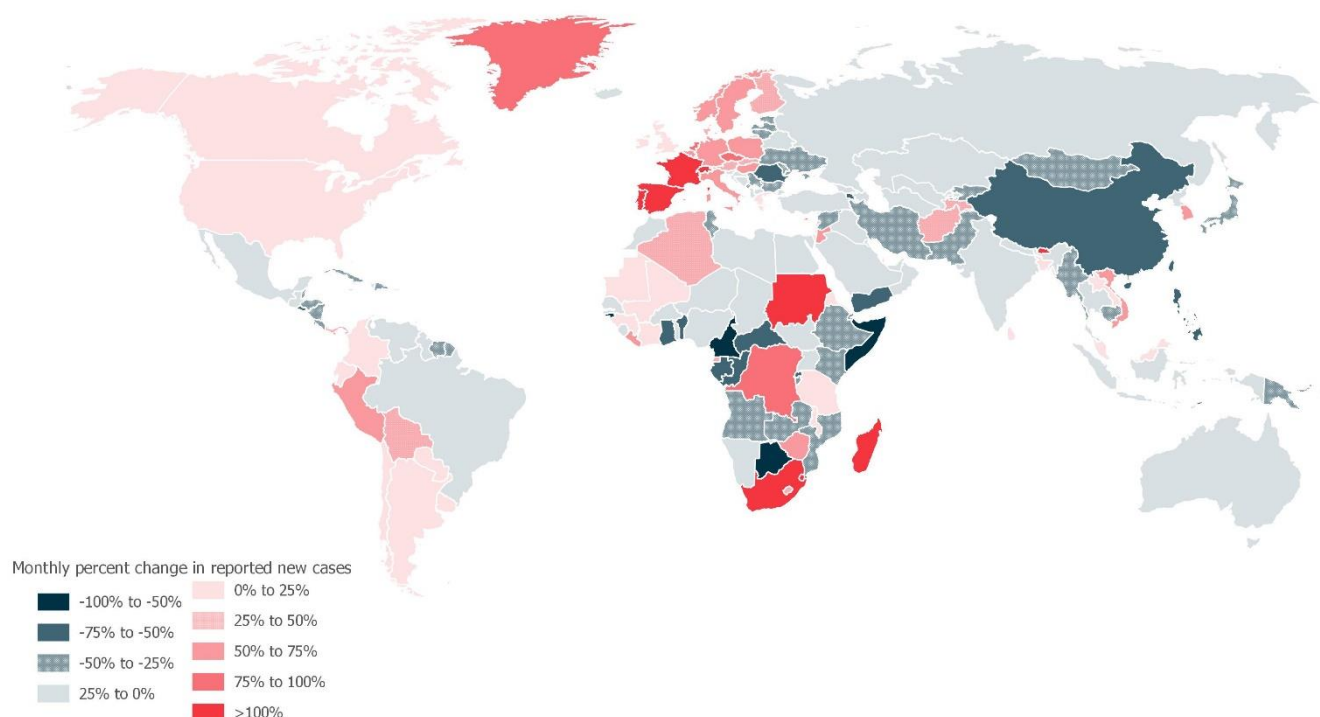 Monthly percent change in reported new cases
-100% to -50%
-75% to -50%
-50% to -25%
25% to 0%
0% to 25%
25% to 50%
50% to 75%
75% to 100%
>100%